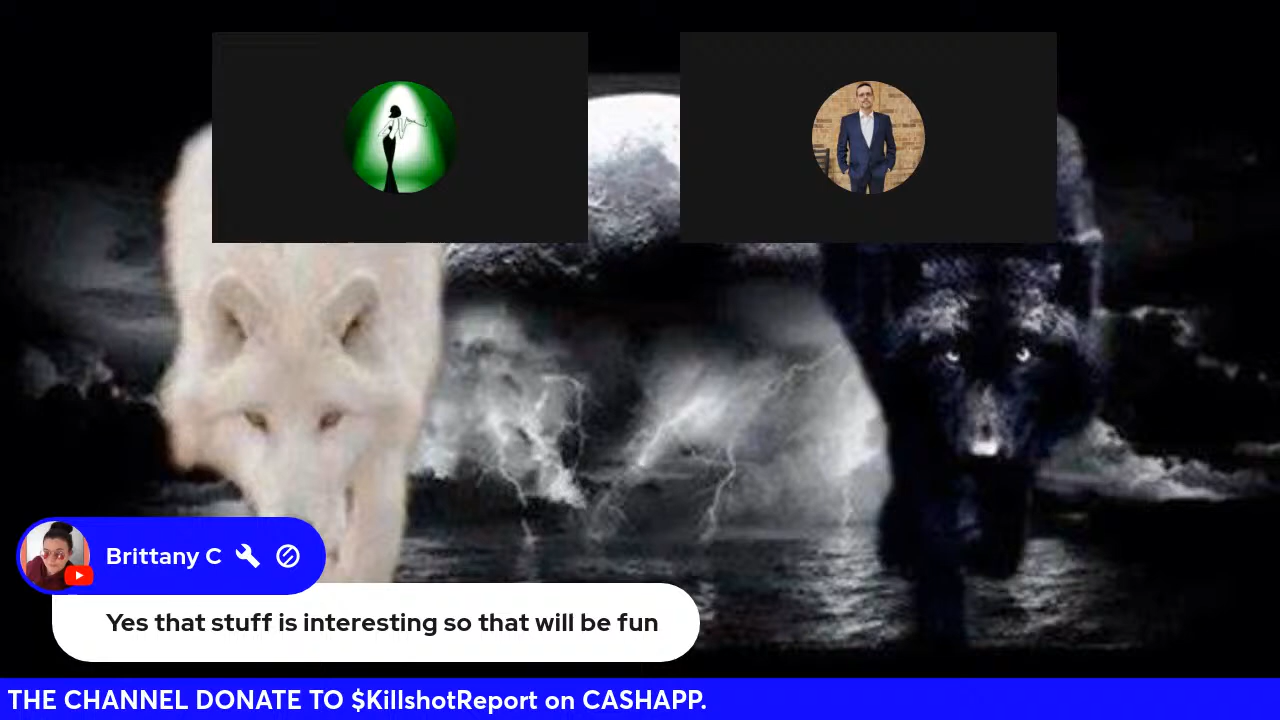 Brittany C
Yes that stuff is interesting so that will be fun
THE CHANNEL DONATE TO $KillshotReport on CASHAPP.